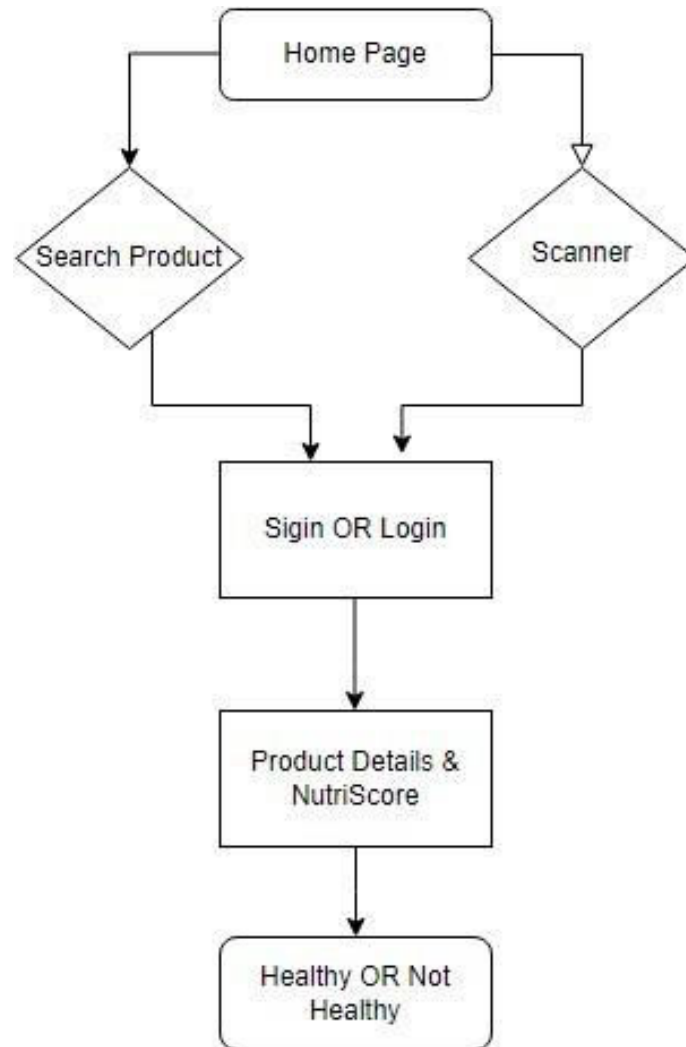 Home Page
Search Product
Scanner
Sigin OR Login
Product Details &
NutriScore
Healthy OR Not
Healthy